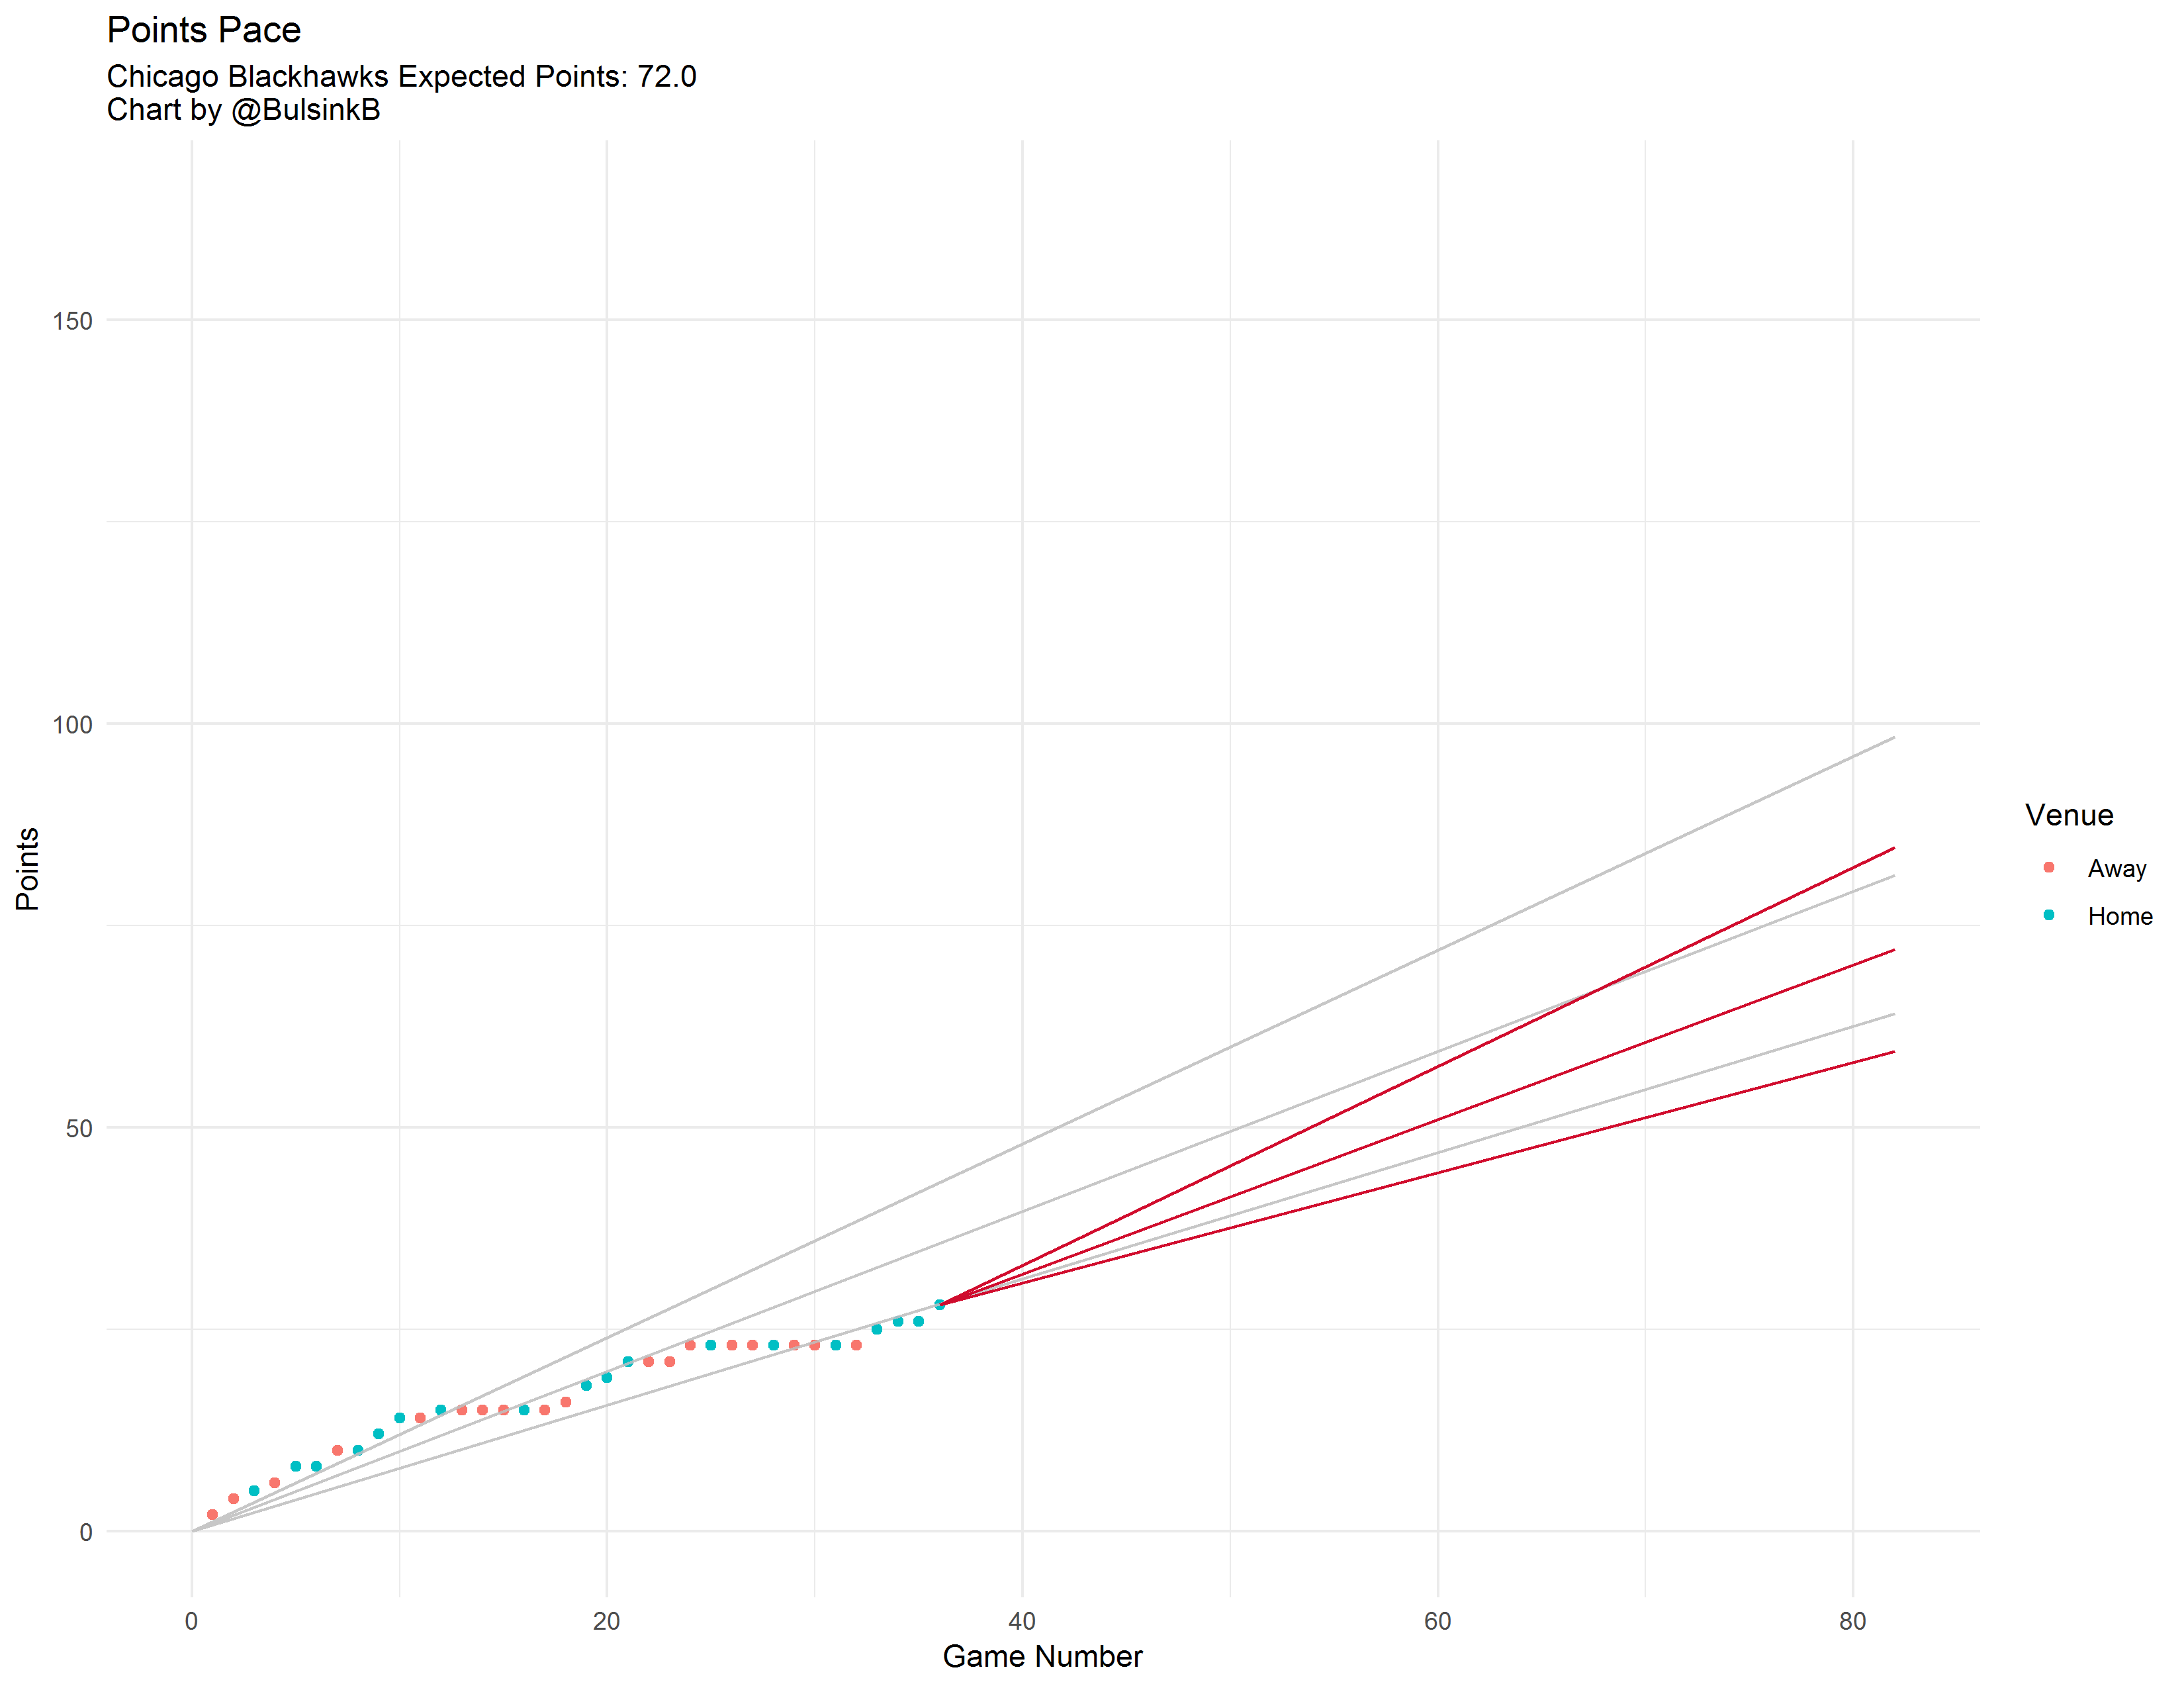 Points Pace
Chicago Blackhawks Expected Points: 72.0
Chart by @BulsinkB
150
100
50
0
Points
0
20
40
60
80
Game Number
Venue
Away
Home